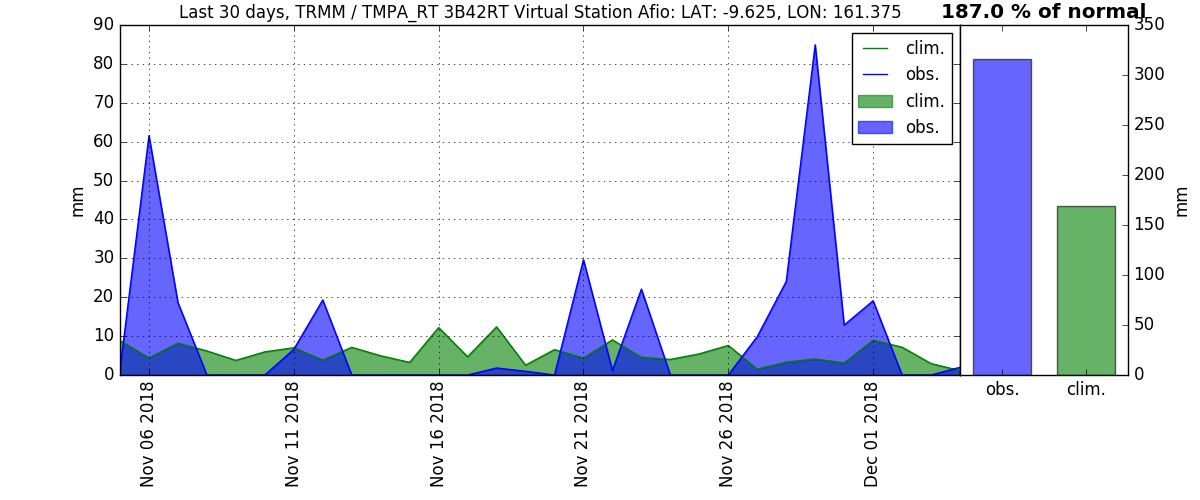 Last 30 days, TRMM / TMPA_RT 3B42RT Virtual Station Afio: LAT: -9.625, LON: 161.375
187.0 % of normal
90
80
70
60
50
40
30
20
10
0
mm
clim.
obs.
clim.
obs.
Nov 06 2018
Nov 11 2018
Nov 16 2018
Nov 21 2018
Nov 26 2018
Dec 01 2018
350
300
250
200
150
100
50
0
mm
obs.
clim.